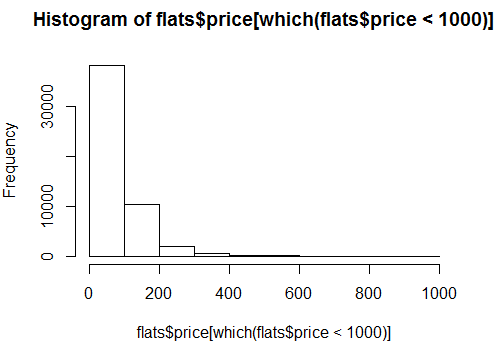 Histogram of flats$price[which(flats$price < 1000)]
Frequency
30000
10000
0
0 200 400 600 800 1000
flats$price[which(flats$price < 1000)]